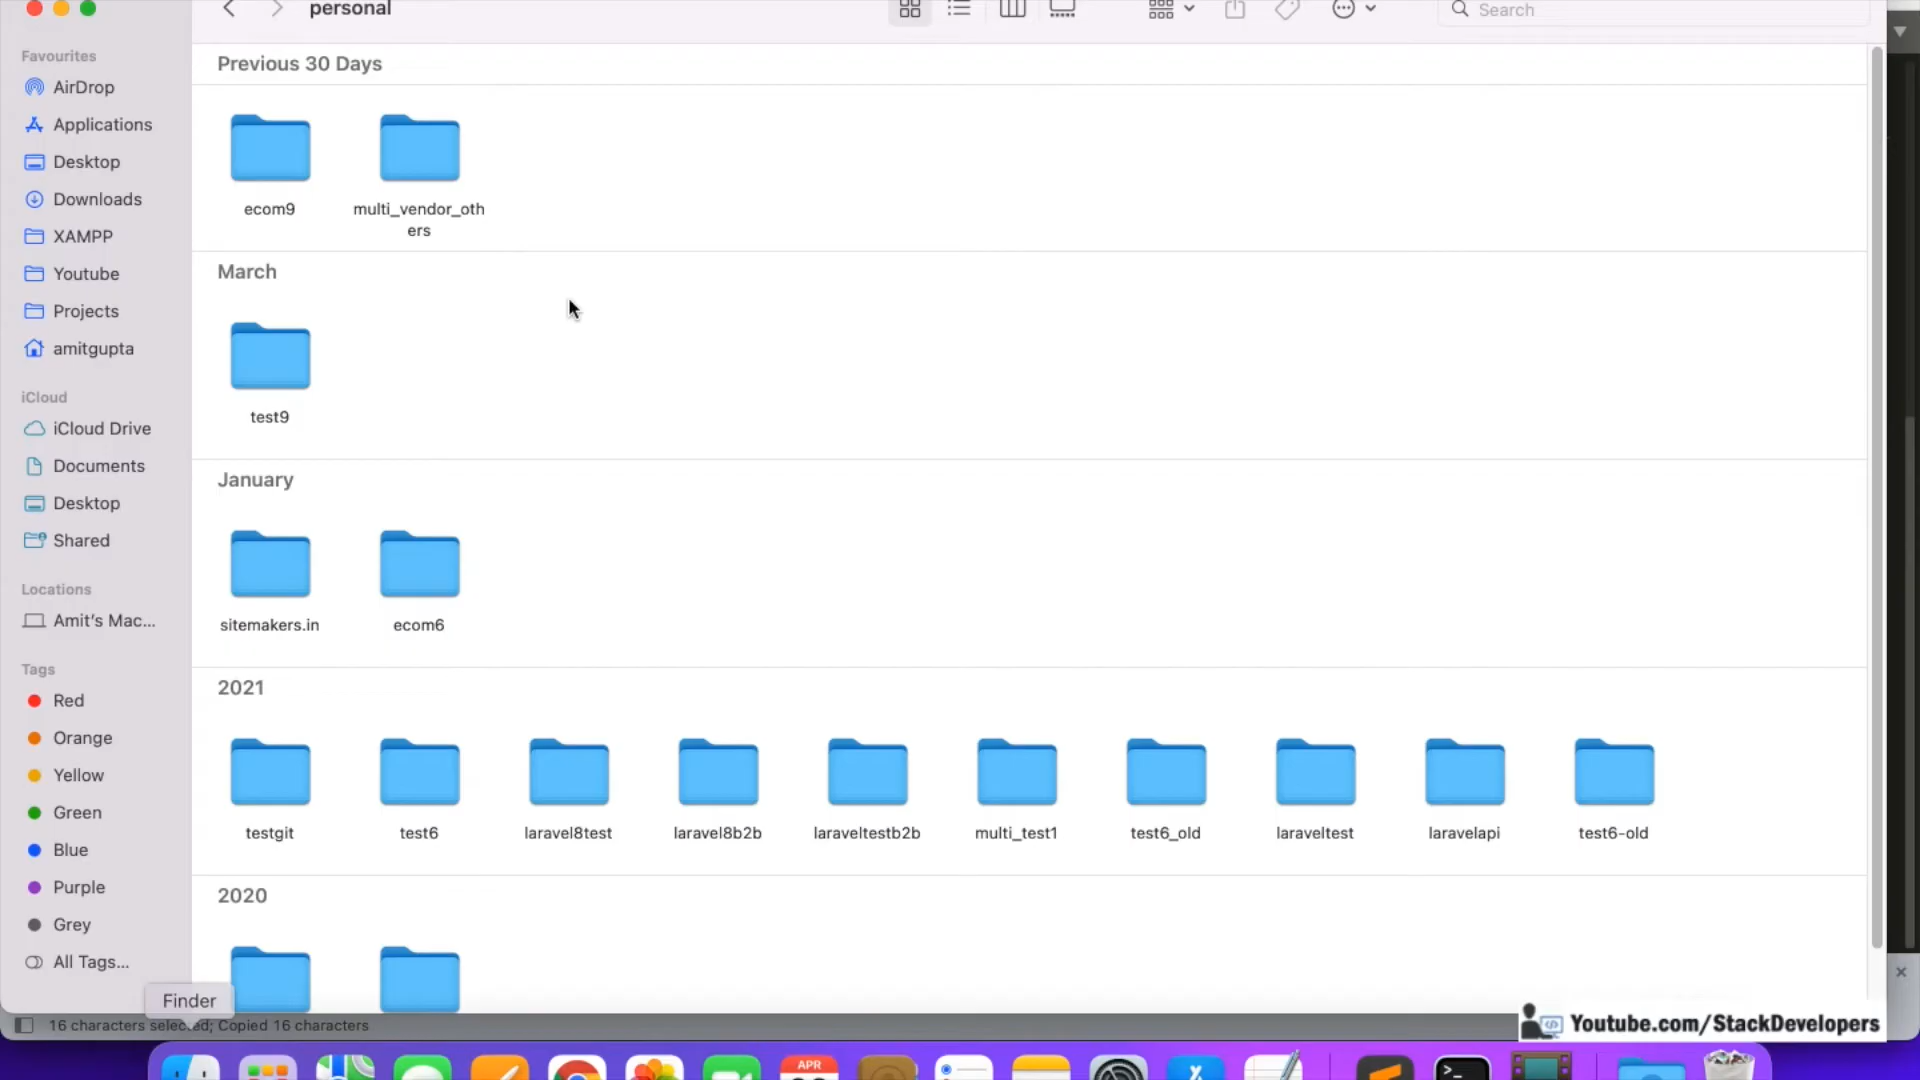 personal
Search
Favourites
AirDrop
Applications
Desktop
Downloads
XAMPP
Youtube
Projects
amitgupta
iCloud
iCloud Drive
Documents
Desktop
Shared
Locations
Amit's Mac...
Tags
Red
Orange
Yellow
Green
Blue
Purple
Grey
All Tags...
Previous 30 Days
ecom9
multi_vendor_oth
ers
March
test9
January
sitemakers.in
ecom6
2021
testgit
test6
laravel8test
laravel8b2b
laraveltestb2b
multi_test1
test6_old
laraveltest
laravelapi
test6-old
2020
Finder
16 characters selected; Copied 16 characters
Youtube.com/StackDevelopers
APR